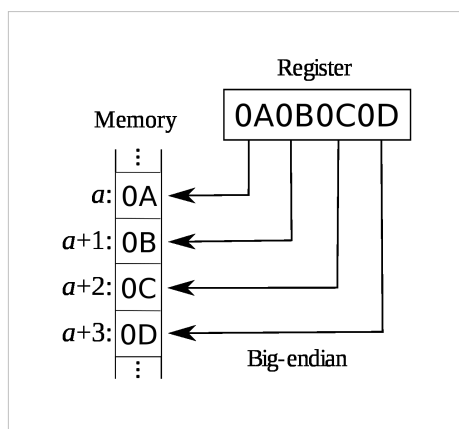 Register
0A0B0C0D
Memory
⋮
a: 0A
a+1: 0B
a+2: 0C
a+3: 0D
⋮
Big-endian